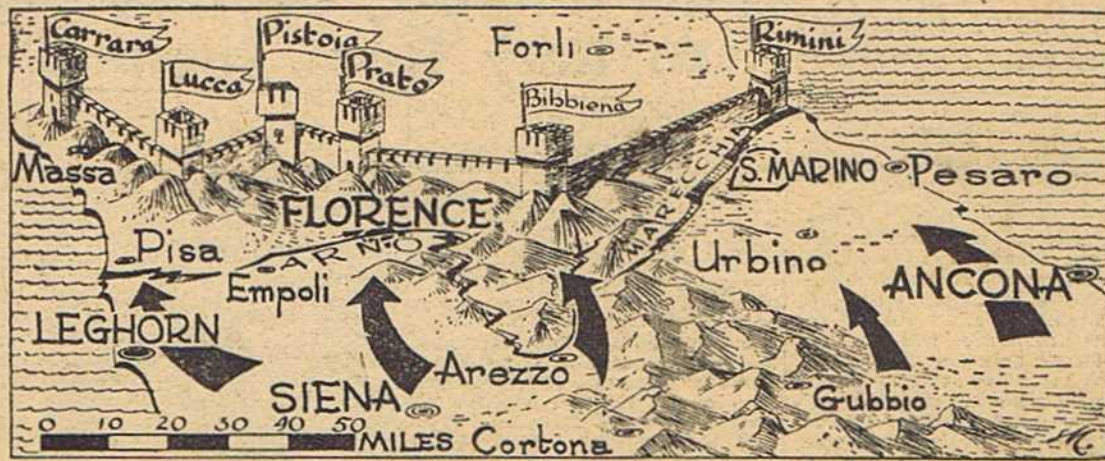 Carrara
Pistoia
Forli
Rimini
Lucca
Prato
Bibbiena
Massa
MARECCHIA
S. MARINO
Pesaro
FLORENCE
Pisa
ARNO
Urbino
Empoli
ANCONA
LEGHORN
Arezzo
SIENA
Gubbio
0 10 20 30 40 50
MILES
Cortona